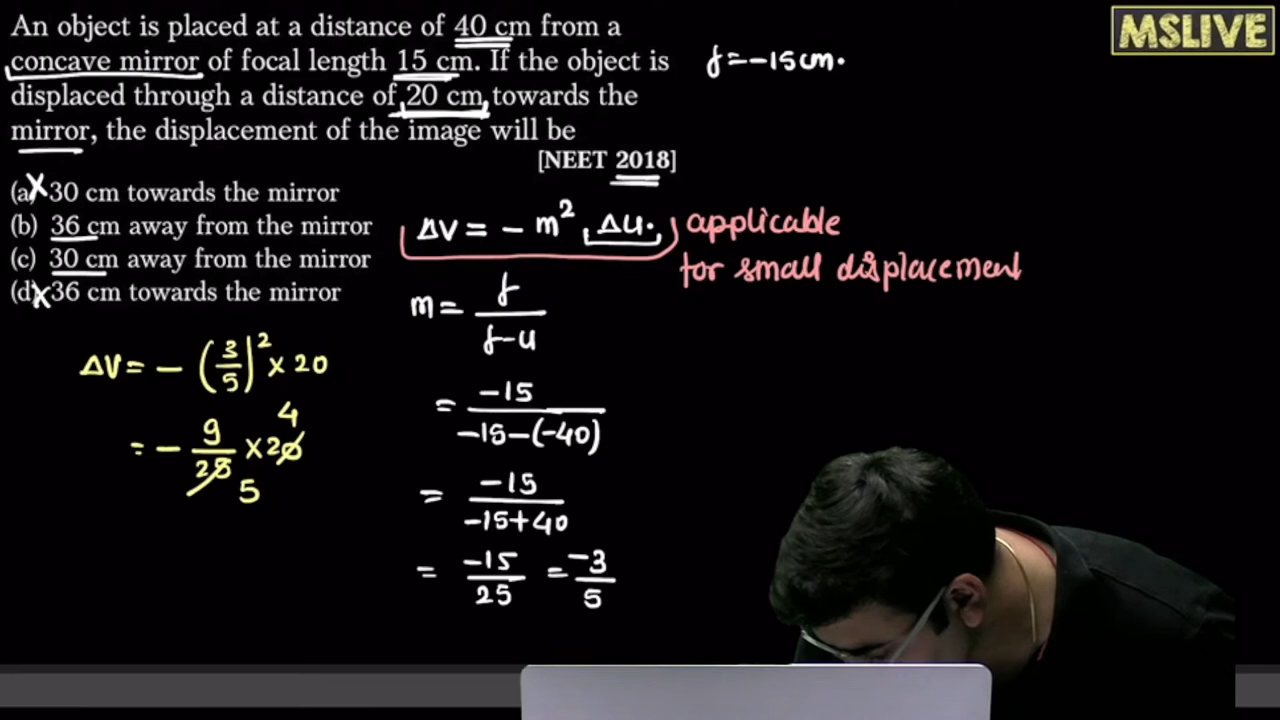 An object is placed at a distance of 40 cm from a
concave mirror of focal length 15 cm. If the object is
displaced through a distance of 20 cm towards the
mirror, the displacement of the image will be
[NEET 2018]
(a) 30 cm towards the mirror
(b) 36 cm away from the mirror
(c) 30 cm away from the mirror
(d) 36 cm towards the mirror
MSLIVE
f = -15cm.
Δv = - m² . Δu. applicable
for small displacement
m = f / f-u
= -15 / -15-(-40)
= -15 / -15+40
= -15 / 25 = -3 / 5
Δv = - (3/5)² × 20
= - 9 / 25 × 20 4
5